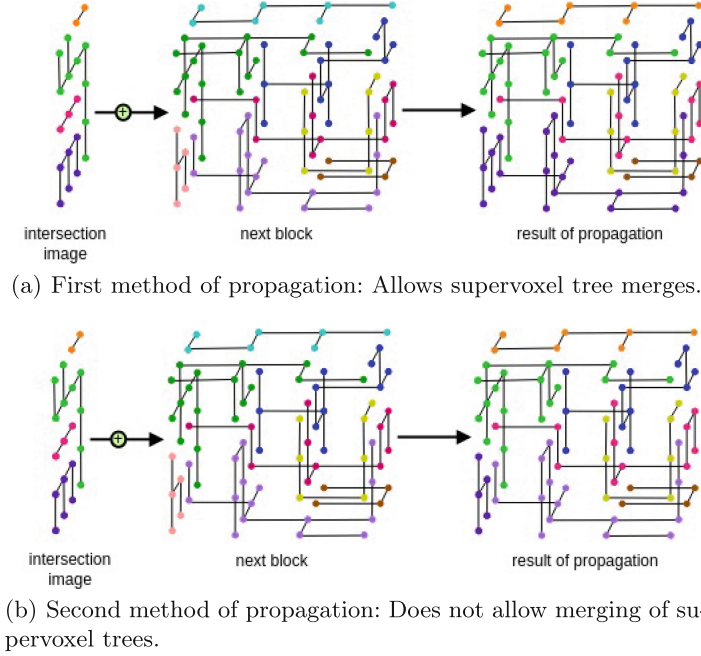 intersection
image
next block
result of propagation
(a) First method of propagation: Allows supervoxel tree merges.
intersection
image
next block
result of propagation
(b) Second method of propagation: Does not allow merging of su-
pervoxel trees.